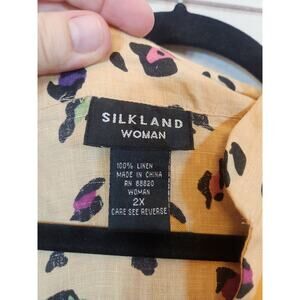 SILKLAND
WOMAN
100% LINEN
MADE IN CHINA
RN 88820
WOMAN
2X
CARE SEE REVERSE